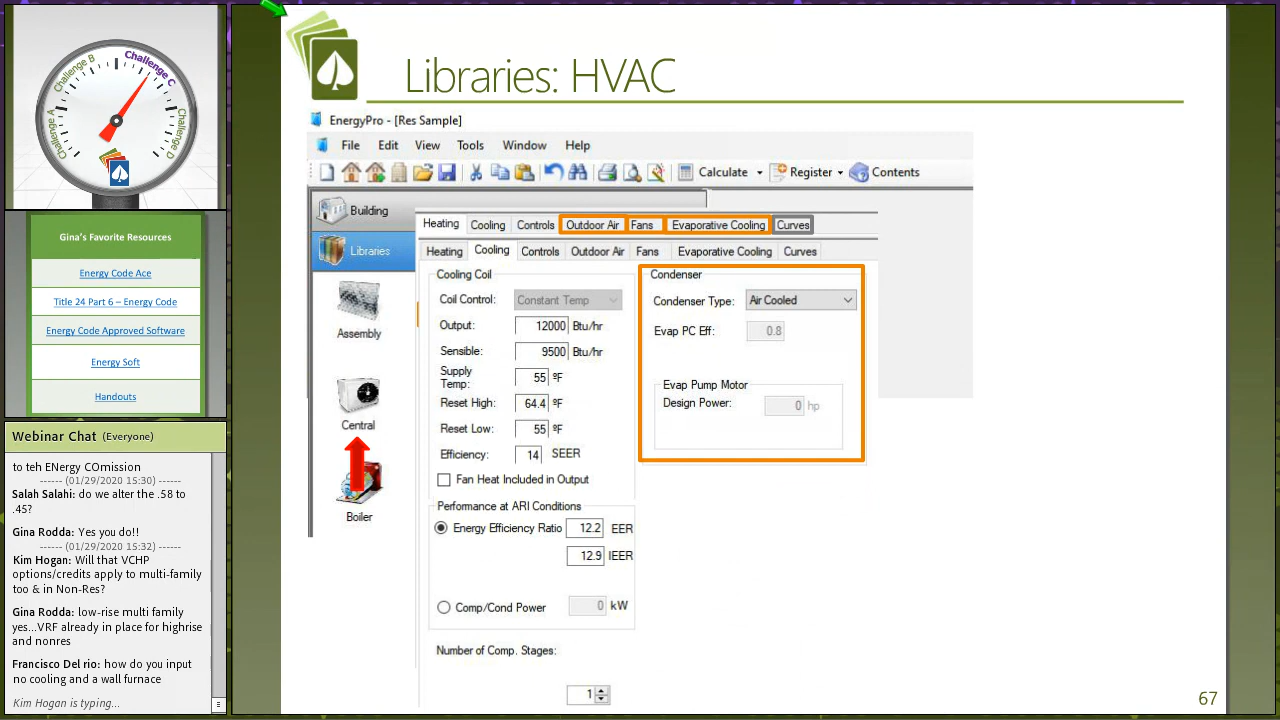 Challenge A
Challenge B
Challenge C
Challenge D
Gina's Favorite Resources
Energy Code Ace
Title 24 Part 6 – Energy Code
Energy Code Approved Software
Energy Soft
Handouts
Webinar Chat (Everyone)
to teh ENergy COmission
------ (01/29/2020 15:30) ------
Salah Salahi: do we alter the .58 to
.45?
Gina Rodda: Yes you do!!
------ (01/29/2020 15:32) ------
Kim Hogan: Will that VCHP
options/credits apply to multi-family
too & in Non-Res?
Gina Rodda: low-rise multi family
yes...VRF already in place for highrise
and nonres
Francisco Del rio: how do you input
no cooling and a wall furnace
Kim Hogan is typing...
Libraries: HVAC
EnergyPro - [Res Sample]
File Edit View Tools Window Help
Calculate Register Contents
Building
Libraries
Assembly
Central
Boiler
Heating Cooling Controls Outdoor Air Fans Evaporative Cooling Curves
Heating Cooling Controls Outdoor Air Fans Evaporative Cooling Curves
Cooling Coil
Coil Control: Constant Temp
Output: 12000 Btu/hr
Sensible: 9500 Btu/hr
Supply
Temp: 55 ºF
Reset High: 64.4 ºF
Reset Low: 55 ºF
Efficiency: 14 SEER
Fan Heat Included in Output
Performance at ARI Conditions
Energy Efficiency Ratio 12.2 EER
12.9 IEER
Comp/Cond Power 0 kW
Number of Comp. Stages:
1
Condenser
Condenser Type: Air Cooled
Evap PC Eff: 0.8
Evap Pump Motor
Design Power: 0 hp
67